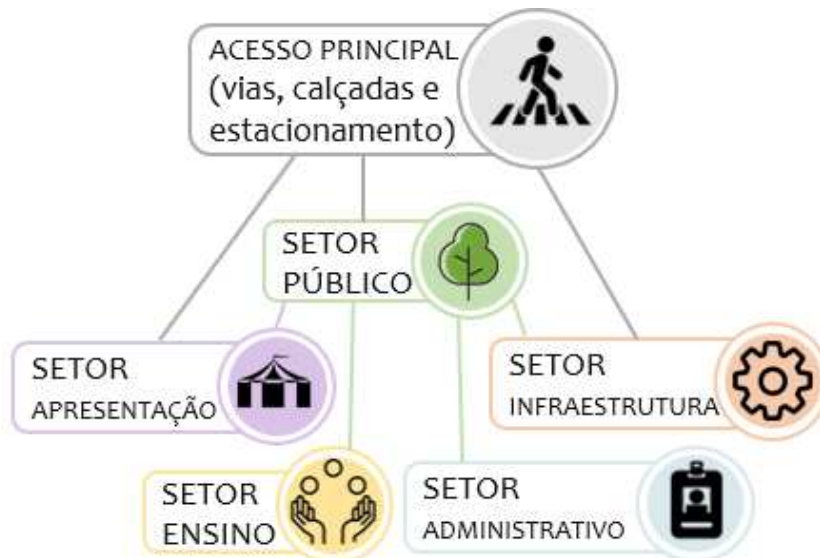 ACESSO PRINCIPAL
(vias, calçadas e
estacionamento)
SETOR
PÚBLICO
SETOR
APRESENTAÇÃO
SETOR
INFRAESTRUTURA
SETOR
ENSINO
SETOR
ADMINISTRATIVO